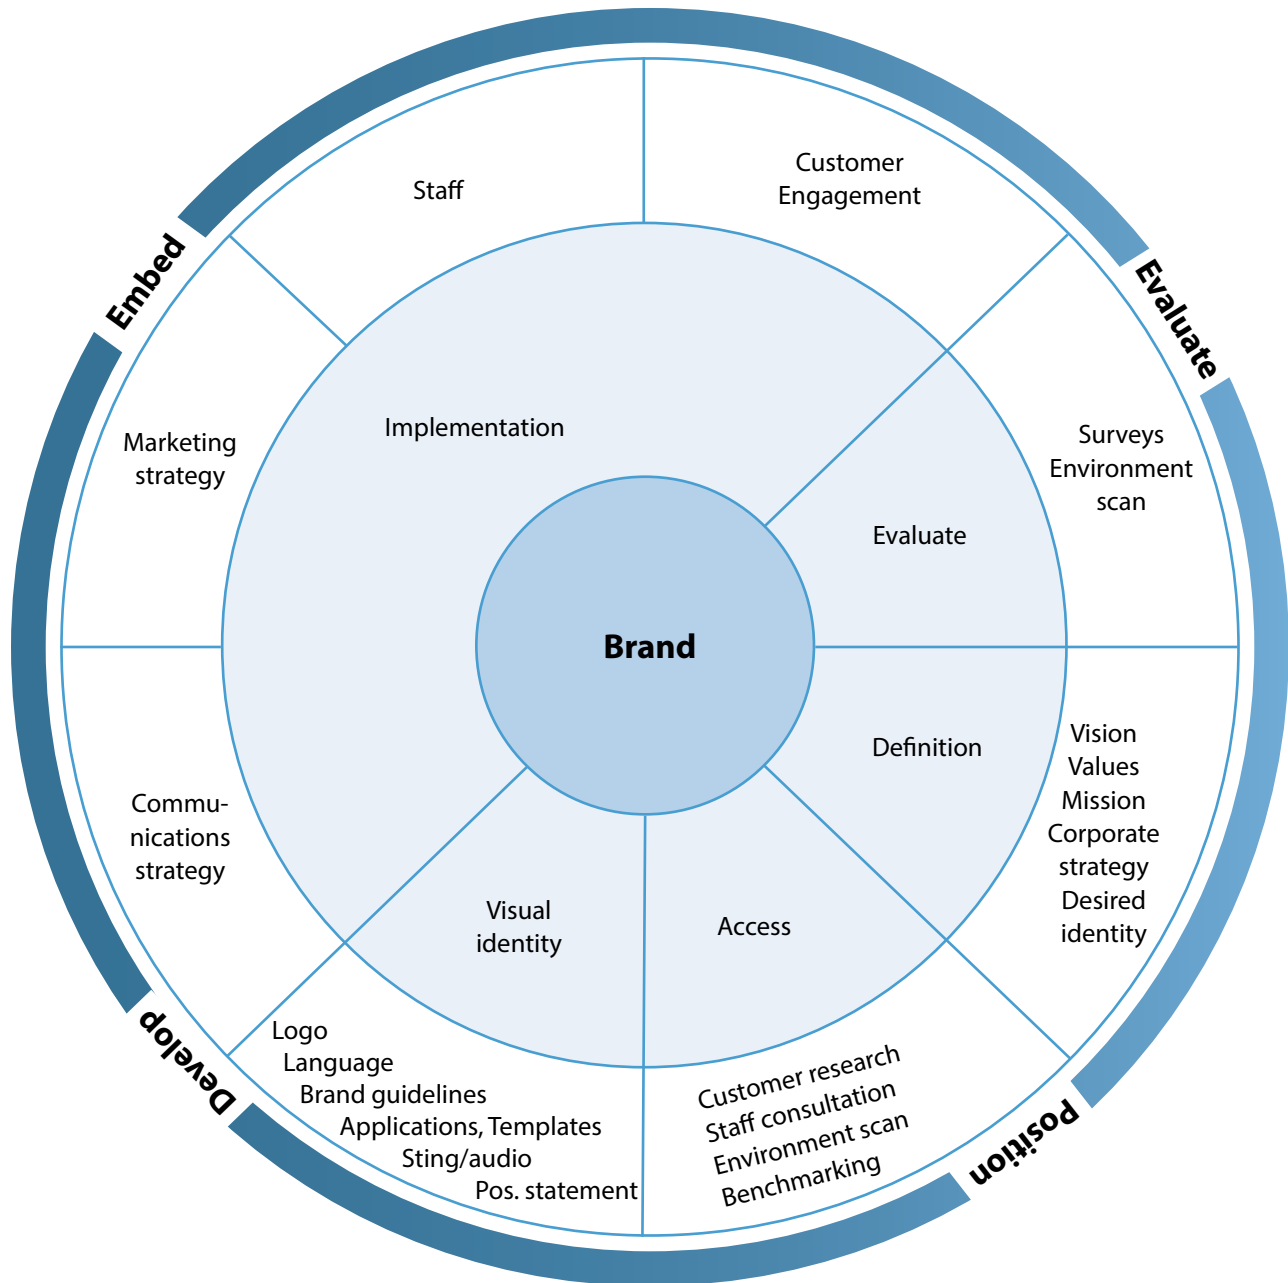 Staff
Customer
Engagement
Embed
Evaluate
Marketing
strategy
Implementation
Surveys
Environment
scan
Evaluate
Brand
Definition
Vision
Values
Mission
Corporate
strategy
Desired
identity
Commu-
nications
strategy
Visual
identity
Access
Develop
Logo
Language
Brand guidelines
Applications, Templates
Sting/audio
Pos. statement
Customer research
Staff consultation
Environment scan
Benchmarking
Position